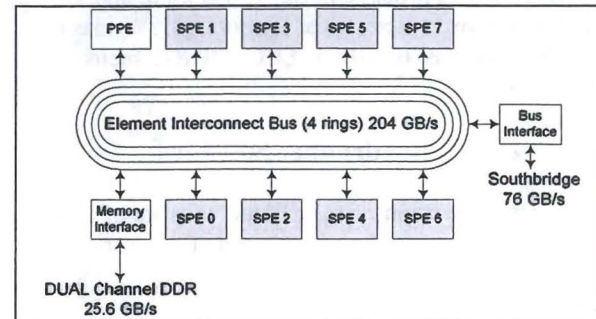 PPE
SPE 1
SPE 3
SPE 5
SPE 7
Element Interconnect Bus (4 rings) 204 GB/s
Bus
Interface
Southbridge
76 GB/s
Memory
Interface
SPE 0
SPE 2
SPE 4
SPE 6
DUAL Channel DDR
25.6 GB/s